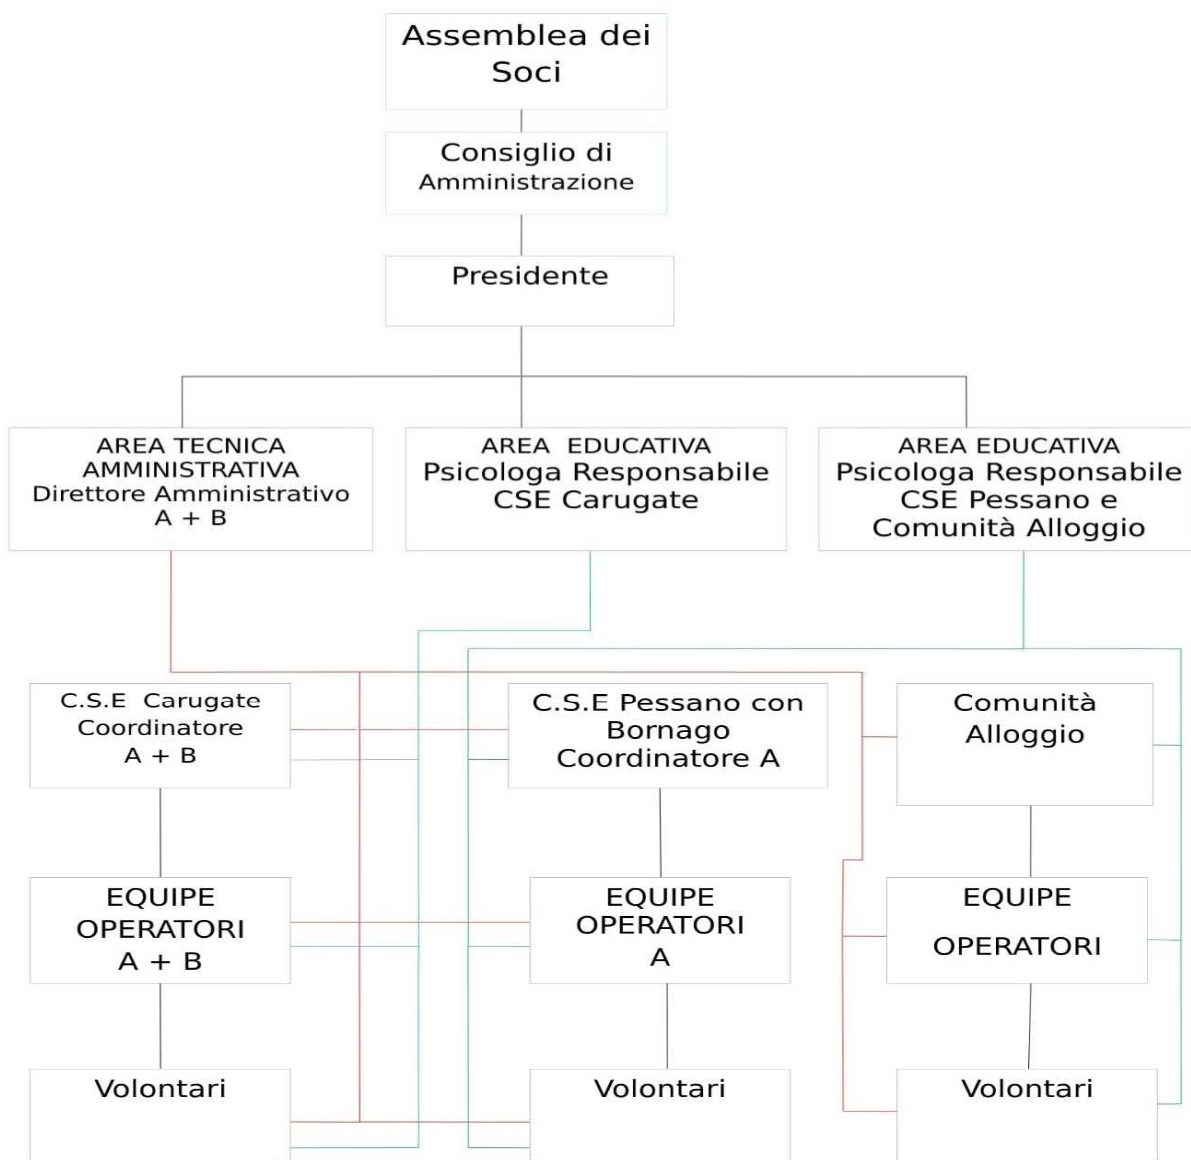 Assemblea dei
Soci
Consiglio di
Amministrazione
Presidente
AREA TECNICA
AMMINISTRATIVA
Direttore Amministrativo
A + B
AREA EDUCATIVA
Psicologa Responsabile
CSE Carugate
AREA EDUCATIVA
Psicologa Responsabile
CSE Pessano e
Comunità Alloggio
C.S.E Carugate
Coordinatore
A + B
C.S.E Pessano con
Bornago
Coordinatore A
Comunità
Alloggio
EQUIPE
OPERATORI
A + B
EQUIPE
OPERATORI
A
EQUIPE
OPERATORI
Volontari
Volontari
Volontari